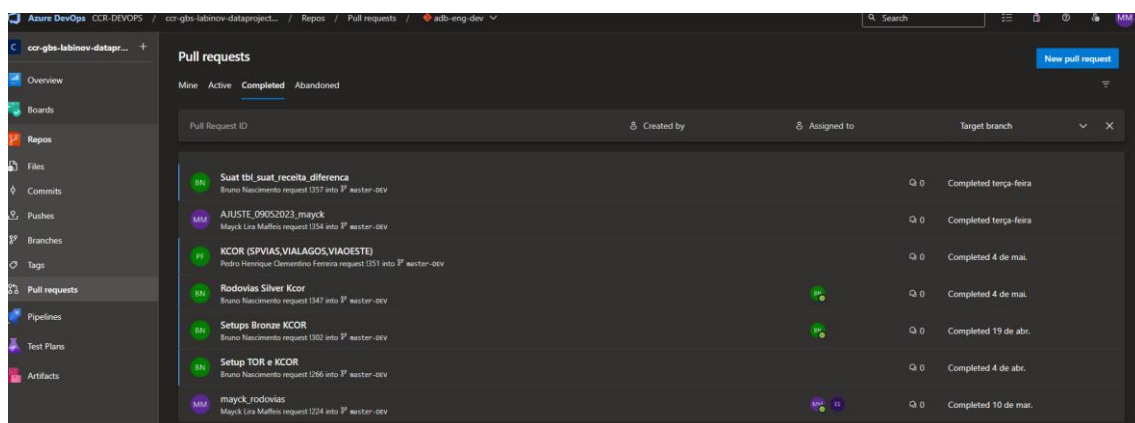 Azure DevOps CCR-DEVOPS / ccr-gbs-labinov-dataproject... / Repos / Pull requests / adb-eng-dev
Search
MM
C ccr-gbs-labinov-datapr... +
Overview
Boards
Repos
Files
Commits
Pushes
Branches
Tags
Pull requests
Pipelines
Test Plans
Artifacts
Pull requests
New pull request
Mine Active Completed Abandoned
Pull Request ID Created by Assigned to Target branch
BN Suat tbl_suat_receita_diferenca
Bruno Nascimento request !357 into master-DEV
0 Completed terça-feira
MM AJUSTE_09052023_mayck
Mayck Lira Maffeis request !354 into master-DEV
0 Completed terça-feira
PF KCOR (SPVIAS,VIALAGOS,VIAOESTE)
Pedro Henrique Clementino Ferreira request !351 into master-DEV
0 Completed 4 de mai.
BN Rodovias Silver Kcor
Bruno Nascimento request !347 into master-DEV
0 Completed 4 de mai.
BN Setups Bronze KCOR
Bruno Nascimento request !302 into master-DEV
0 Completed 19 de abr.
BN Setup TOR e KCOR
Bruno Nascimento request !266 into master-DEV
0 Completed 4 de abr.
MM mayck_rodovias
Mayck Lira Maffeis request !224 into master-DEV
MM
0 Completed 10 de mar.